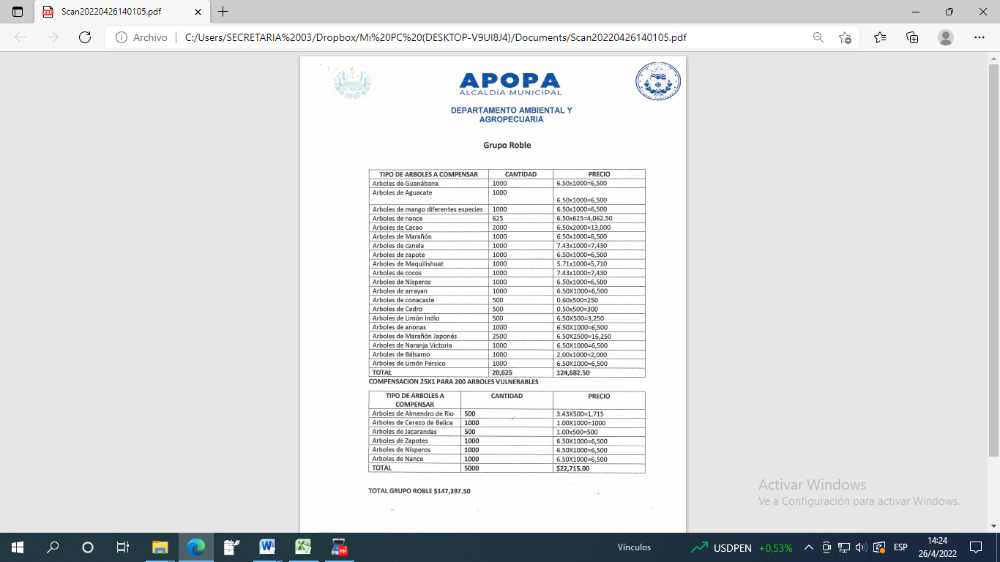 Scan20220426140105.pdf
Archivo C:/Users/SECRETARIA%2003/Dropbox/Mi%20PC%20(DESKTOP-V9UI8J4)/Documents/Scan20220426140105.pdf
APOPA
ALCALDÍA MUNICIPAL
DEPARTAMENTO AMBIENTAL Y
AGROPECUARIA
Grupo Roble
TIPO DE ARBOLES A COMPENSAR CANTIDAD PRECIO
Arboles de Guanábana 1000 6.50x1000=6,500
Arboles de Aguacate 1000
6.50x1000=6,500
Arboles de mango diferentes especies 1000 6.50x1000=6,500
Arboles de nance 625 6.50x625=4,062.50
Arboles de Cacao 2000 6.50x2000=13,000
Arboles de Marañón 1000 6.50x1000=6,500
Arboles de canela 1000 7.43x1000=7,430
Arboles de zapote 1000 6.50x1000=6,500
Arboles de Maquilishuat 1000 5.71x1000=5,710
Arboles de cocos 1000 7.43x1000=7,430
Arboles de Nísperos 1000 6.50x1000=6,500
Arboles de arrayan 1000 6.50X1000=6,500
Arboles de conacaste 500 0.60x500=250
Arboles de Cedro 500 0.50x500=300
Arboles de Limón Indio 500 6.50X500=3,250
Arboles de anonas 1000 6.50X1000=6,500
Arboles de Marañón Japonés 2500 6.50X2500=16,250
Arboles de Naranja Victoria 1000 6.50X1000=6,500
Arboles de Bálsamo 1000 2.00x1000=2,000
Arboles de Limón Pérsico 1000 6.50X1000=6,500
TOTAL 20,625 124,682.50
COMPENSACION 25X1 PARA 200 ARBOLES VULNERABLES
TIPO DE ARBOLES A CANTIDAD PRECIO
COMPENSAR
Arboles de Almendro de Rio 500 3.43X500=1,715
Arboles de Cerezo de Belice 1000 1.00X1000=1000
Arboles de Jacarandas 500 1.00x500=500
Arboles de Zapotes 1000 6.50X1000=6,500
Arboles de Nísperos 1000 6.50X1000=6,500
Arboles de Nance 1000 6.50X1000=6,500
TOTAL 5000 $22,715.00
TOTAL GRUPO ROBLE $147,397.50
Activar Windows
Ve a Configuración para activar Windows.
Vínculos USDPEN +0,53% ESP 14:24
26/4/2022